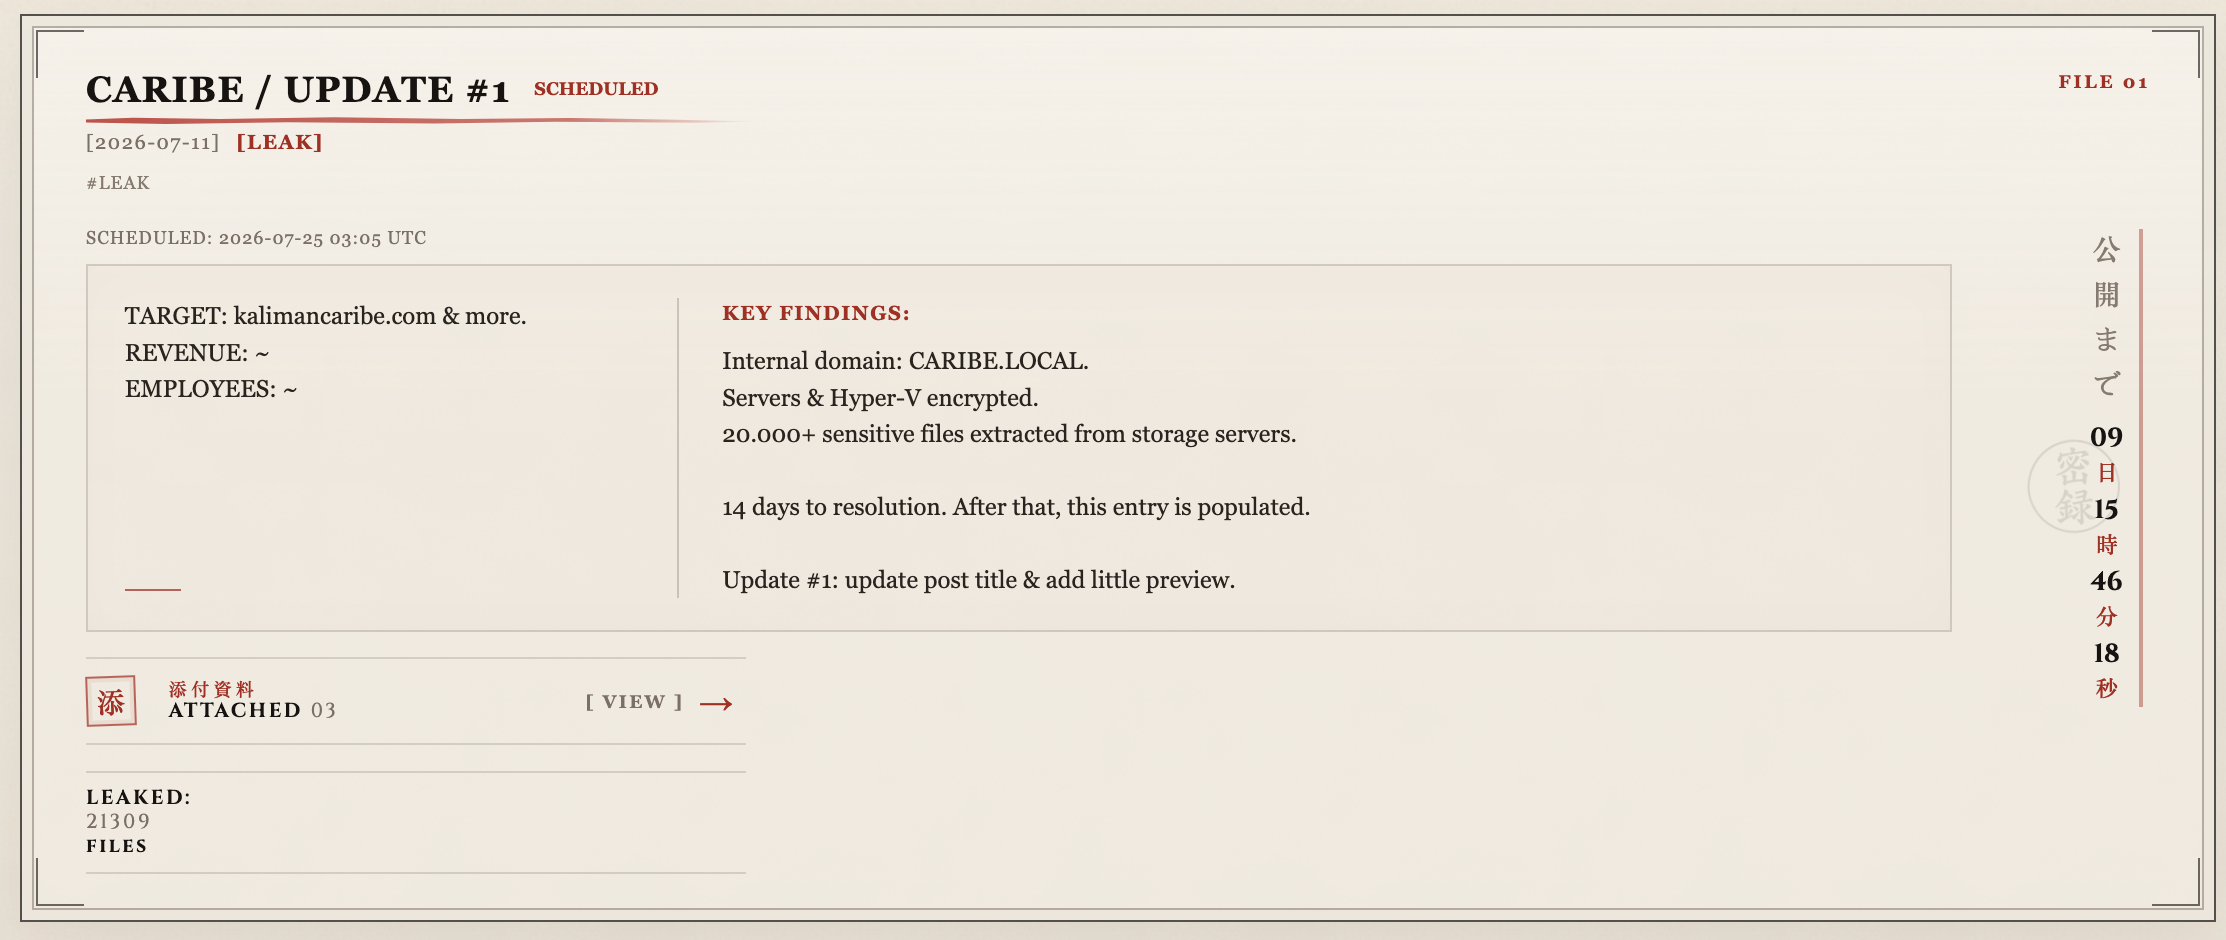 CARIBE / UPDATE #1 SCHEDULED
FILE 01
[2026-07-11] [LEAK]
#LEAK
SCHEDULED: 2026-07-25 03:05 UTC
TARGET: kalimancaribe.com & more.
REVENUE: ~
EMPLOYEES: ~
KEY FINDINGS:
Internal domain: CARIBE.LOCAL.
Servers & Hyper-V encrypted.
20.000+ sensitive files extracted from storage servers.
14 days to resolution. After that, this entry is populated.
Update #1: update post title & add little preview.
公開まで
09
日
15
時
46
分
18
秒
密録
添
添付資料
ATTACHED 03
[ VIEW ] →
LEAKED:
21309
FILES